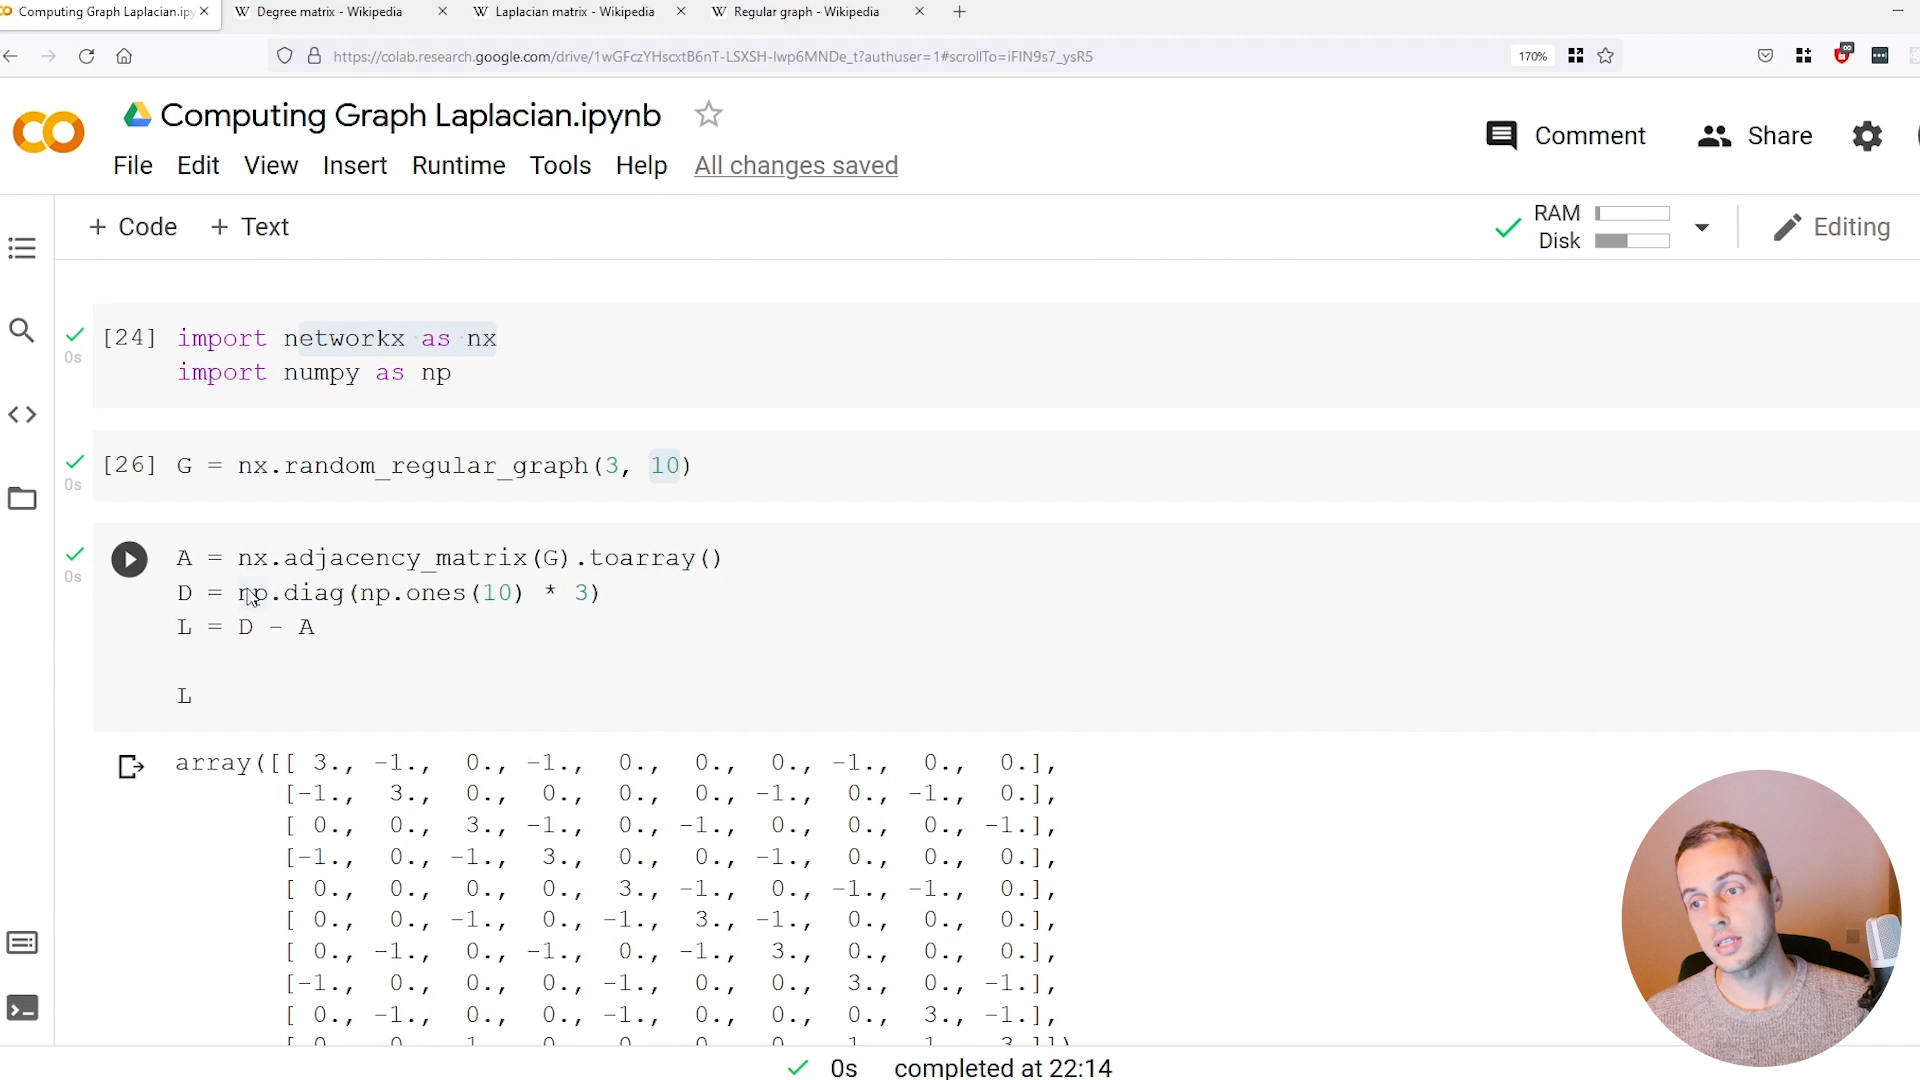 Computing Graph Laplacian.ipy
Degree matrix - Wikipedia
Laplacian matrix - Wikipedia
Regular graph - Wikipedia
https://colab.research.google.com/drive/1wGFczYHscxtB6nT-LSXSH-lwp6MNDe_t?authuser=1#scrollTo=iFIN9s7_ysR5
170%
Computing Graph Laplacian.ipynb
Comment
Share
File Edit View Insert Runtime Tools Help All changes saved
+ Code + Text
RAM
Disk
Editing
[24] import networkx as nx
import numpy as np
0s
[26] G = nx.random_regular_graph(3, 10)
0s
A = nx.adjacency_matrix(G).toarray()
D = np.diag(np.ones(10) * 3)
0s
L = D - A
L
array([[ 3., -1., 0., -1., 0., 0., 0., -1., 0., 0.],
[-1., 3., 0., 0., 0., 0., -1., 0., -1., 0.],
[ 0., 0., 3., -1., 0., -1., 0., 0., 0., -1.],
[-1., 0., -1., 3., 0., 0., -1., 0., 0., 0.],
[ 0., 0., 0., 0., 3., -1., 0., -1., -1., 0.],
[ 0., 0., -1., 0., -1., 3., -1., 0., 0., 0.],
[ 0., -1., 0., -1., 0., -1., 3., 0., 0., 0.],
[-1., 0., 0., 0., -1., 0., 0., 3., 0., -1.],
[ 0., -1., 0., 0., -1., 0., 0., 0., 3., -1.],
0s completed at 22:14